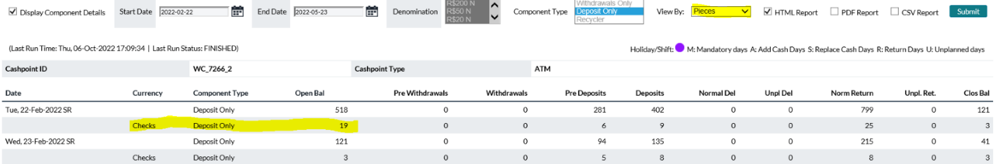 Display Component Details Start Date 2022-02-22 End Date 2022-05-23 Denomination R$200 N R$50 N R$20 N Component Type Withdrawals Only Deposit Only Recycler View By: Pieces HTML Report PDF Report CSV Report Submit
(Last Run Time: Thu, 06-Oct-2022 17:09:34 | Last Run Status: FINISHED) Holiday/Shift: M: Mandatory days A: Add Cash Days S: Replace Cash Days R: Return Days U: Unplanned days
Cashpoint ID WC_7266_2 Cashpoint Type ATM
Date Currency Component Type Open Bal Pre Withdrawals Withdrawals Pre Deposits Deposits Normal Del Unpl Del Norm Return Unpl. Ret. Clos Bal
Tue, 22-Feb-2022 SR Deposit Only 518 0 0 281 402 0 0 799 0 121
Checks Deposit Only 19 0 0 6 9 0 0 25 0 3
Wed, 23-Feb-2022 SR Deposit Only 121 0 0 94 135 0 0 215 0 41
Checks Deposit Only 3 0 0 5 8 0 0 8 0 3